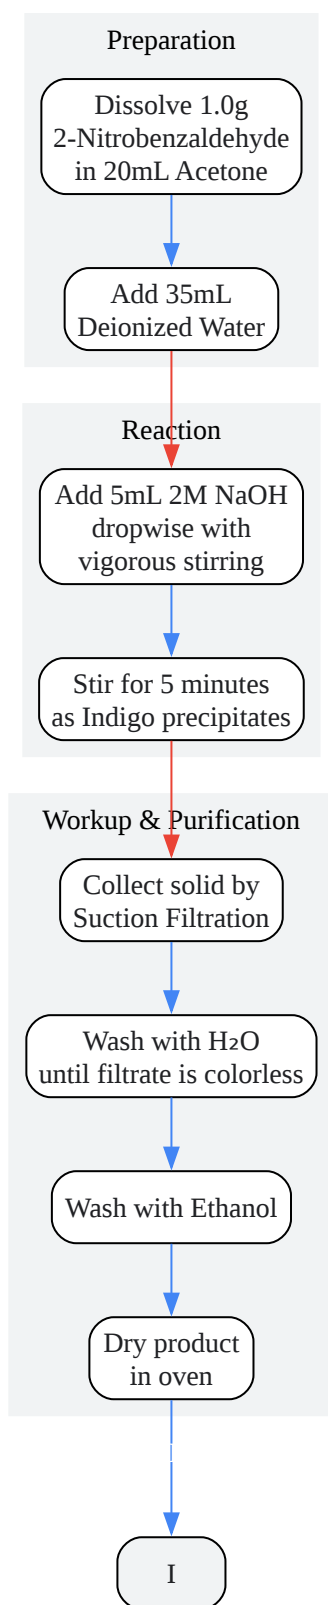 Preparation
Dissolve 1.0g
2-Nitrobenzaldehyde
in 20mL Acetone
Add 35mL
Deionized Water
Reaction
Add 5mL 2M NaOH
dropwise with
vigorous stirring
Stir for 5 minutes
as Indigo precipitates
Workup & Purification
Collect solid by
Suction Filtration
Wash with H₂O
until filtrate is colorless
Wash with Ethanol
Dry product
in oven
I